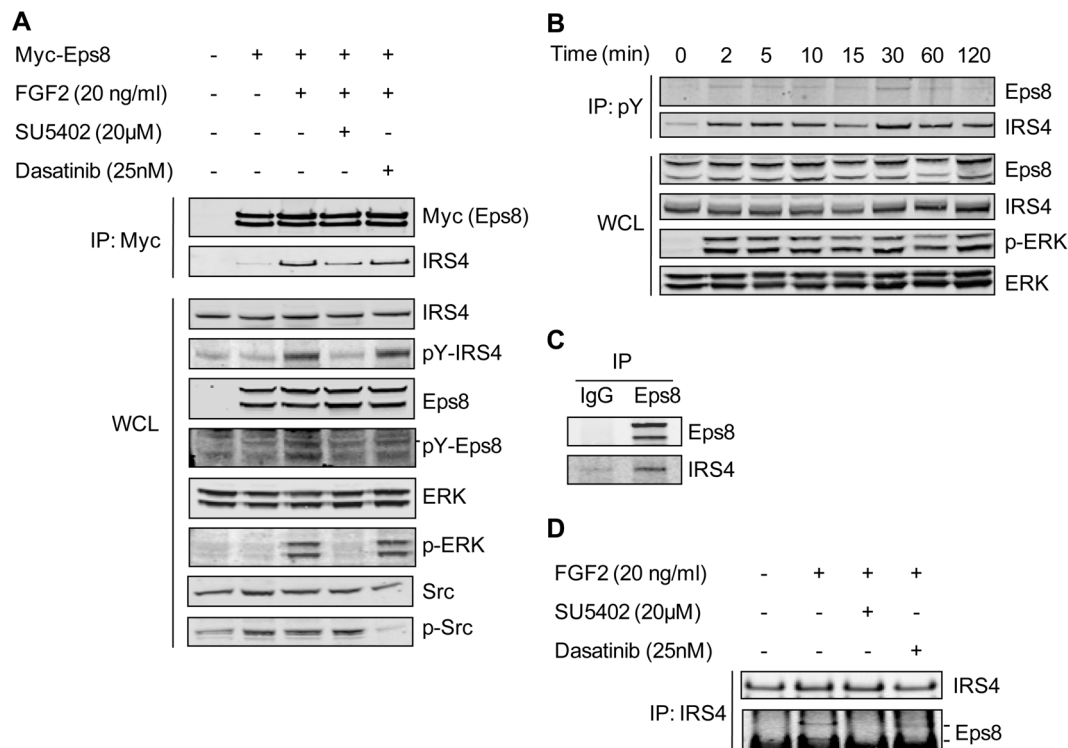 A
Myc-Eps8 - + + + +
FGF2 (20 ng/ml) - - + + +
SU5402 (20µM) - - - + -
Dasatinib (25nM) - - - - +
IP: Myc
Myc (Eps8)
IRS4
WCL
IRS4
pY-IRS4
Eps8
pY-Eps8
ERK
p-ERK
Src
p-Src
B
Time (min) 0 2 5 10 15 30 60 120
IP: pY
Eps8
IRS4
WCL
Eps8
IRS4
p-ERK
ERK
C
IP
IgG Eps8
Eps8
IRS4
D
FGF2 (20 ng/ml) - + + +
SU5402 (20µM) - - + -
Dasatinib (25nM) - - - +
IP: IRS4
IRS4
Eps8